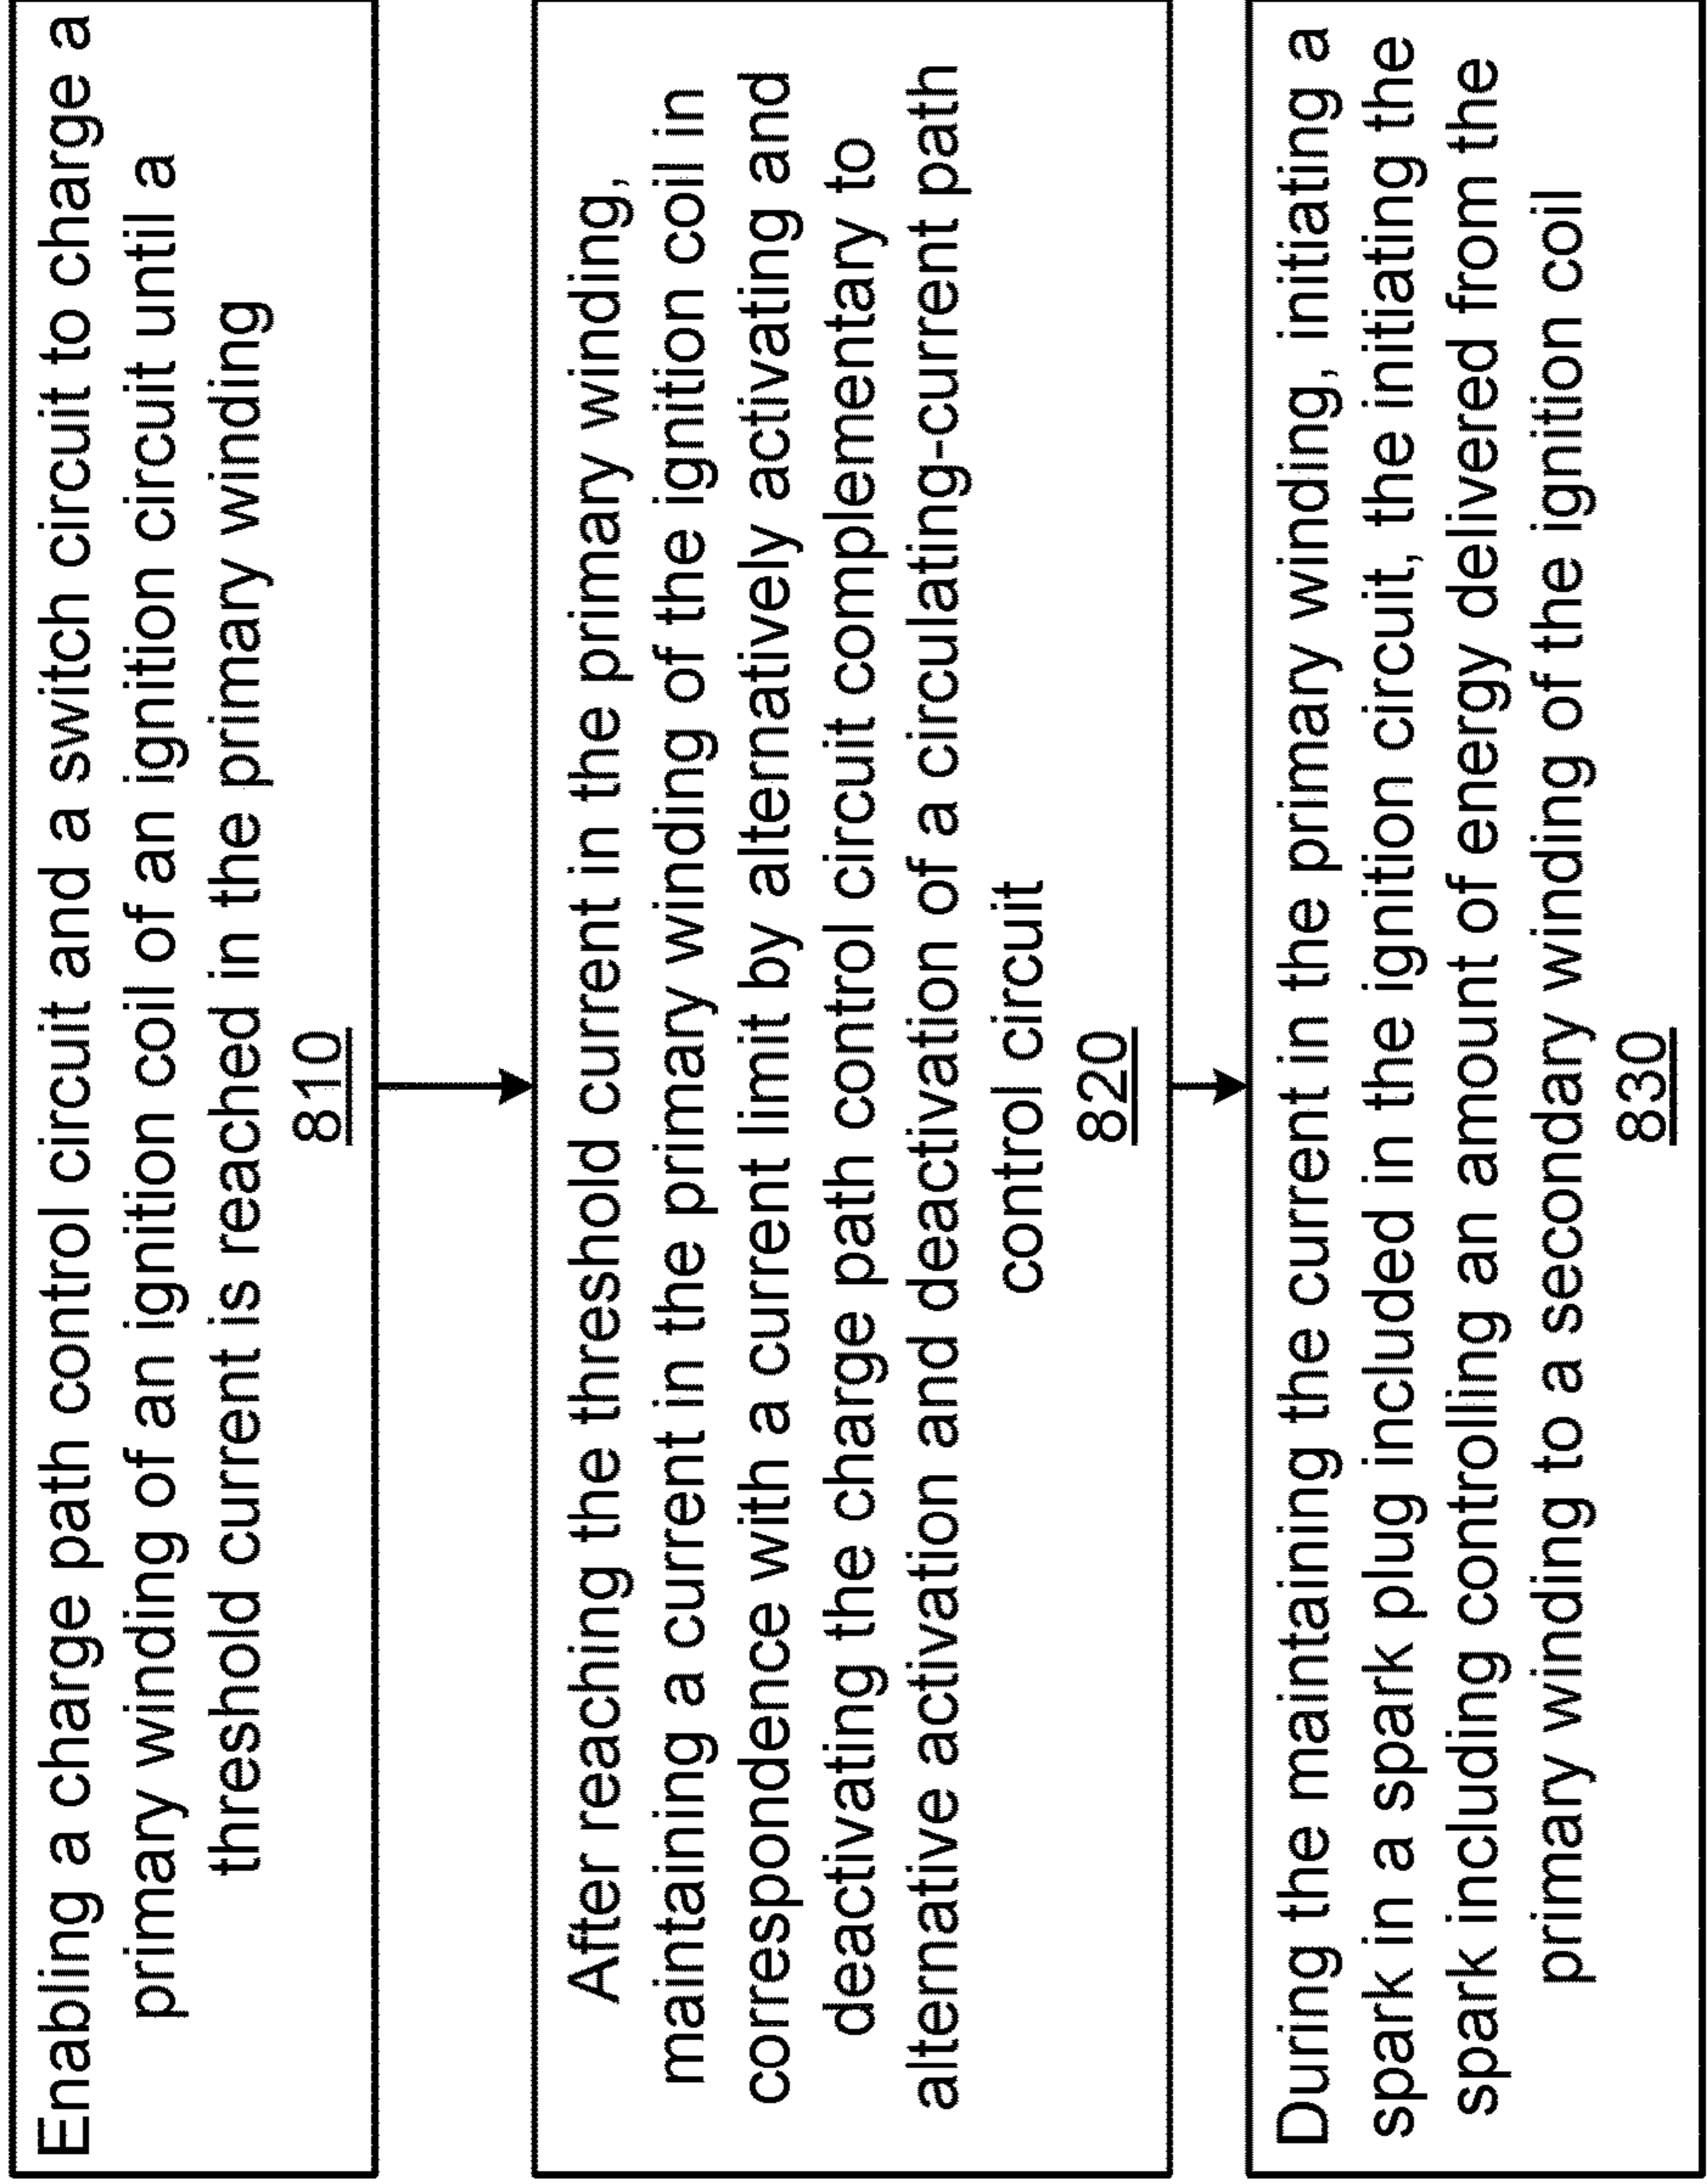 Enabling a charge path control circuit and a switch circuit to charge a
primary winding of an ignition coil of an ignition circuit until a
threshold current is reached in the primary winding
810
After reaching the threshold current in the primary winding,
maintaining a current in the primary winding of the ignition coil in
correspondence with a current limit by alternatively activating and
deactivating the charge path control circuit complementary to
alternative activation and deactivation of a circulating-current path
control circuit
820
During the maintaining the current in the primary winding, initiating a
spark in a spark plug included in the ignition circuit, the initiating the
spark including controlling an amount of energy delivered from the
primary winding to a secondary winding of the ignition coil
830